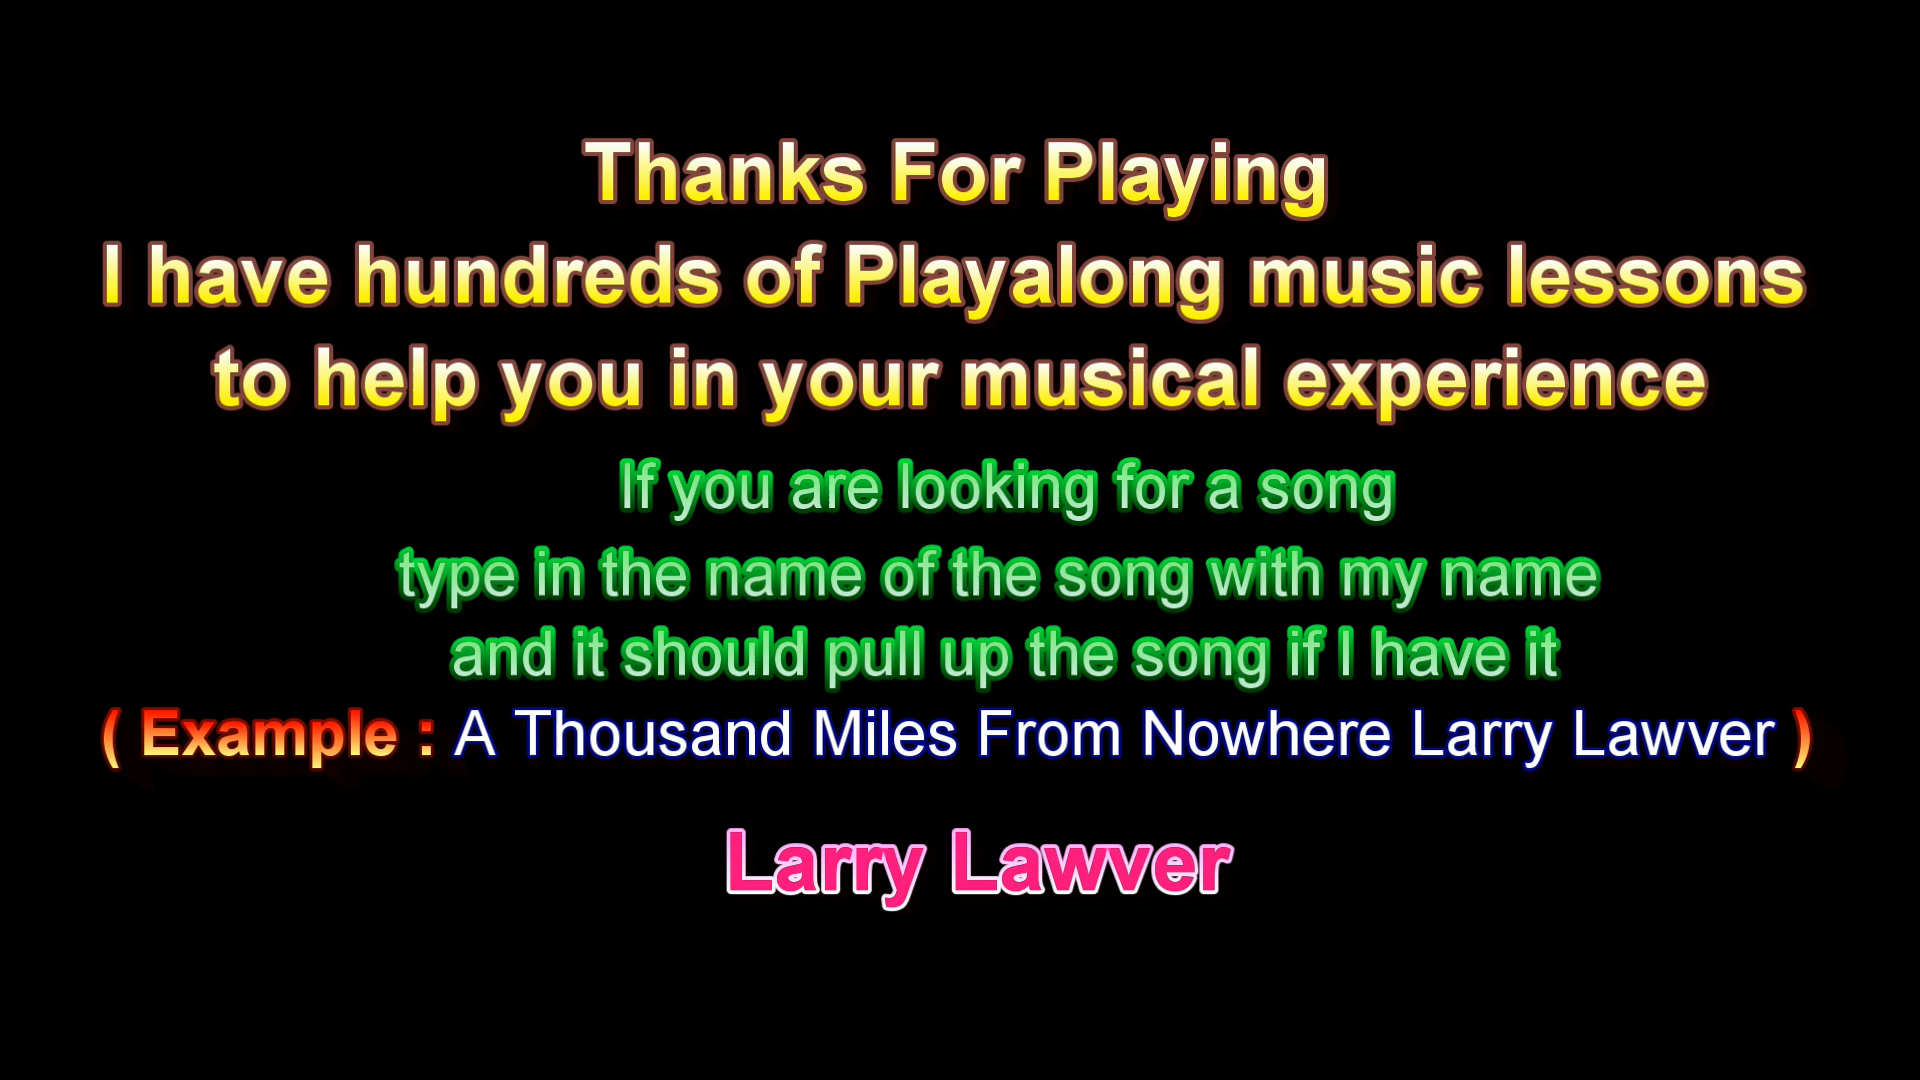 Thanks For Playing
I have hundreds of Playalong music lessons
to help you in your musical experience
If you are looking for a song
type in the name of the song with my name
and it should pull up the song if I have it
( Example : A Thousand Miles From Nowhere Larry Lawver )
Larry Lawver